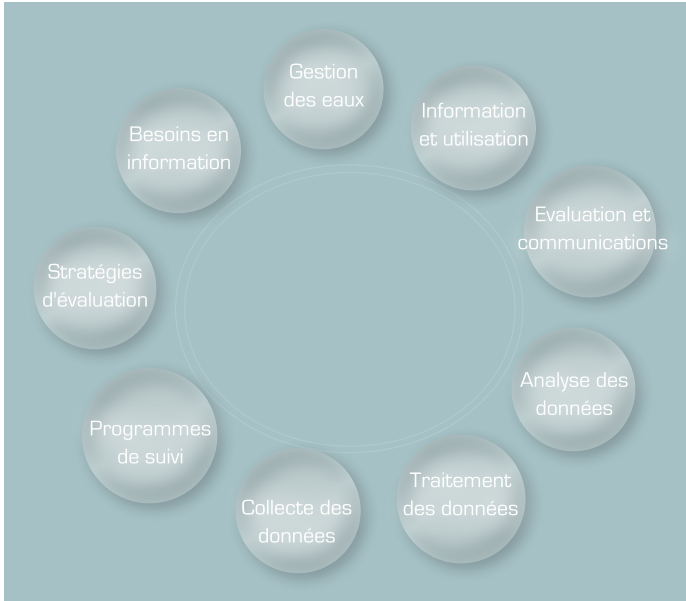 Gestion
des eaux
Information
et utilisation
Besoins en
information
Evaluation et
communications
Stratégies
d'évaluation
Analyse des
données
Programmes
de suivi
Traitement
des données
Collecte des
données